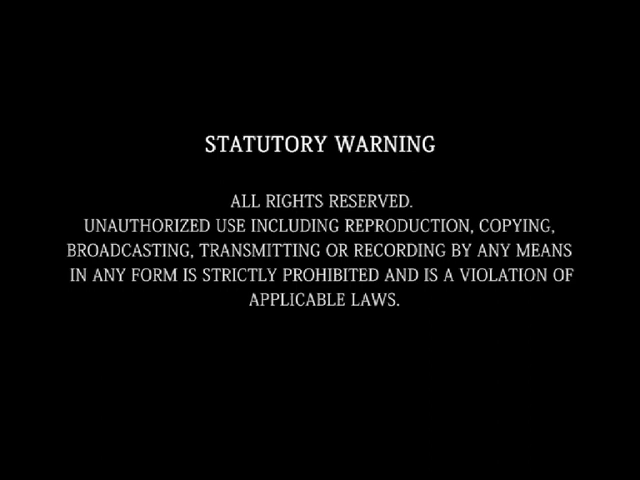 STATUTORY WARNING
ALL RIGHTS RESERVED.
UNAUTHORIZED USE INCLUDING REPRODUCTION, COPYING,
BROADCASTING, TRANSMITTING OR RECORDING BY ANY MEANS
IN ANY FORM IS STRICTLY PROHIBITED AND IS A VIOLATION OF
APPLICABLE LAWS.